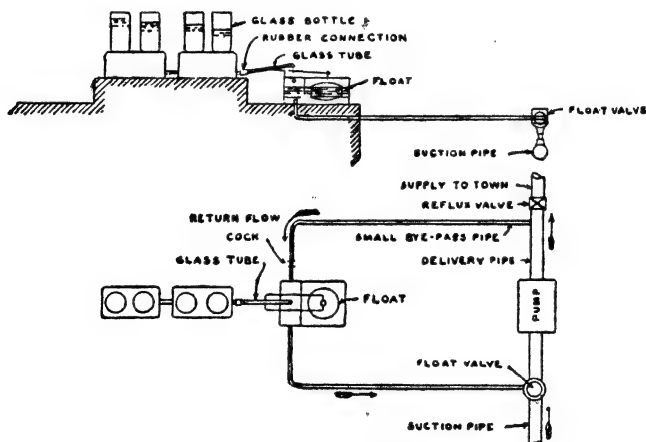 GLASS BOTTLE &
RUBBER CONNECTION
GLASS TUBE
FLOAT
FLOAT VALVE
SUCTION PIPE
SUPPLY TO TOWN
REFLUX VALVE
RETURN FLOW
COCK
SMALL BYE-PASS PIPE
GLASS TUBE
DELIVERY PIPE
FLOAT
PUMP
FLOAT VALVE
SUCTION PIPE